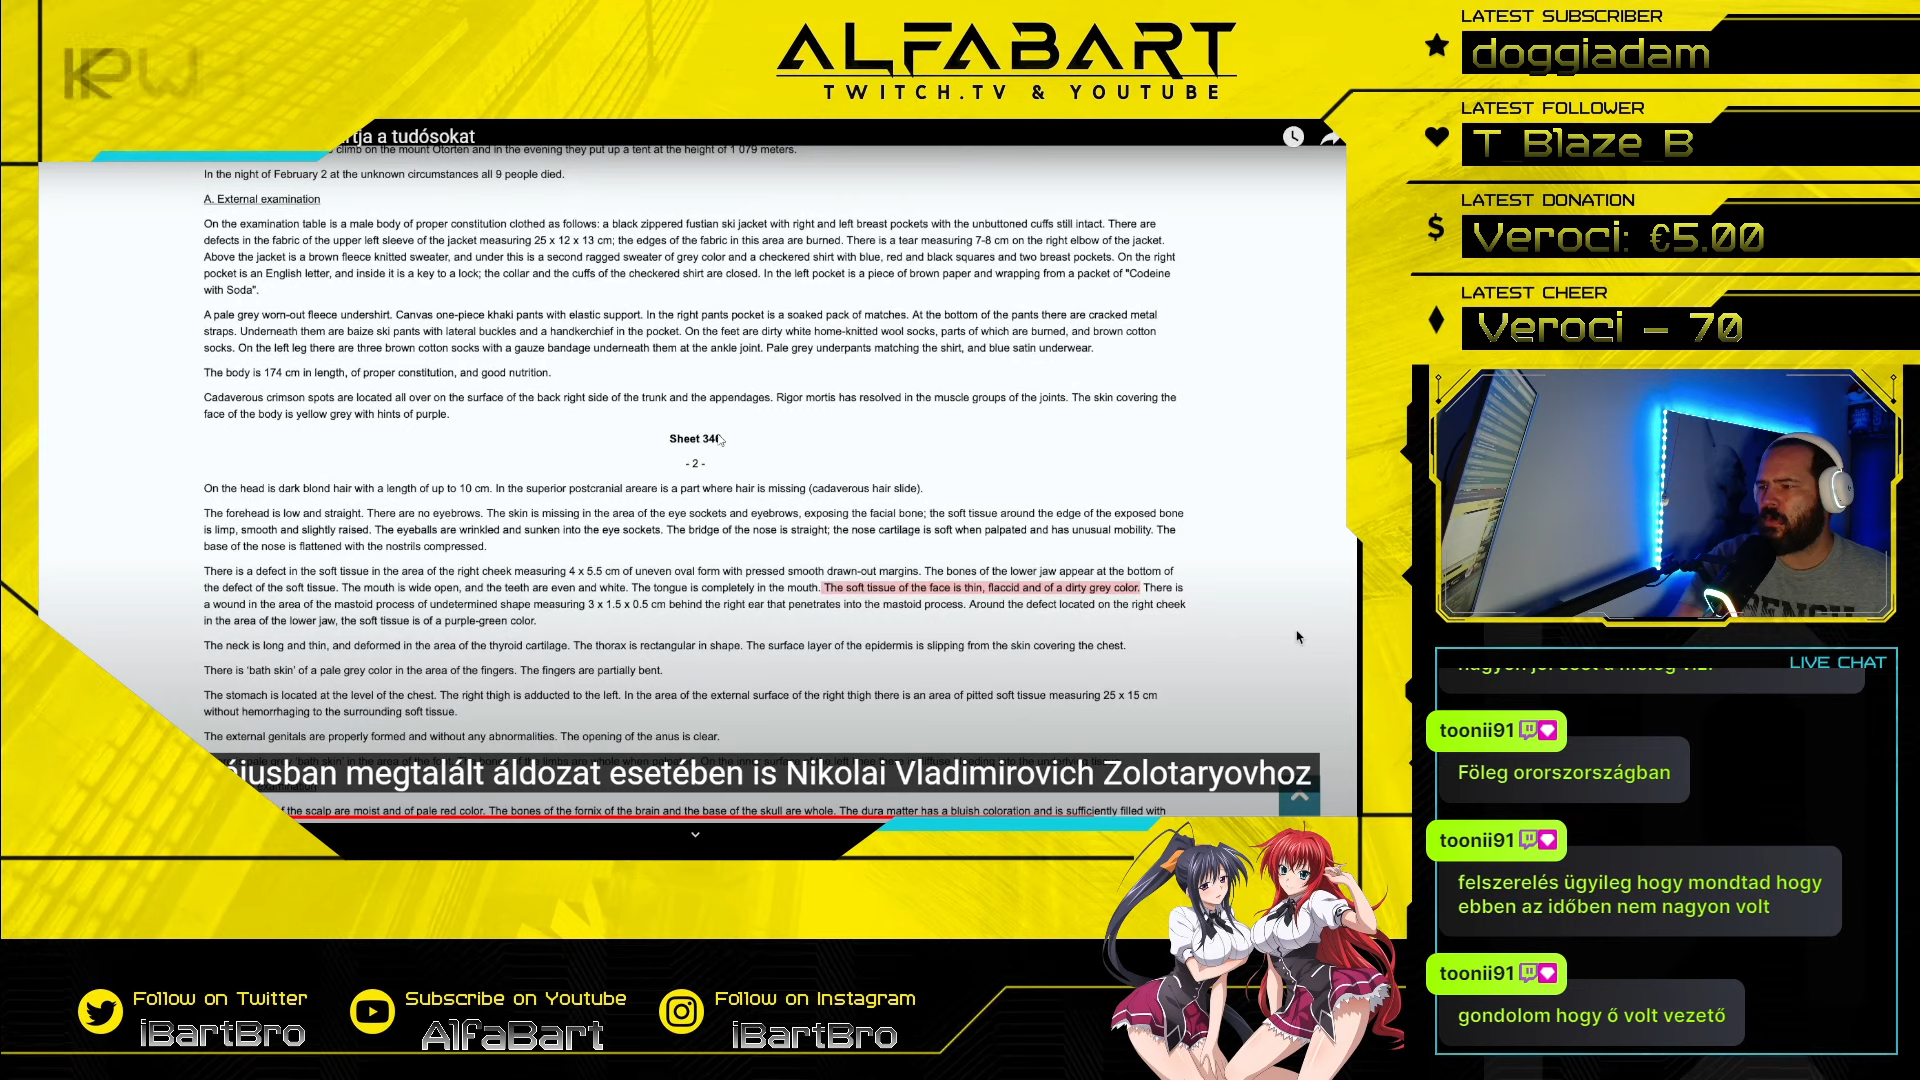 ALFABART
TWITCH.TV & YOUTUBE
LATEST SUBSCRIBER
doggiadam
LATEST FOLLOWER
T_Blaze_B
LATEST DONATION
Veroci: €5.00
LATEST CHEER
Veroci - 70
rtja a tudósokat
climb on the mount Otorten and in the evening they put up a tent at the height of 1 079 meters.
In the night of February 2 at the unknown circumstances all 9 people died.
A. External examination
On the examination table is a male body of proper constitution clothed as follows: a black zippered fustian ski jacket with right and left breast pockets with the unbuttoned cuffs still intact. There are
defects in the fabric of the upper left sleeve of the jacket measuring 25 x 12 x 13 cm; the edges of the fabric in this area are burned. There is a tear measuring 7-8 cm on the right elbow of the jacket.
Above the jacket is a brown fleece knitted sweater, and under this is a second ragged sweater of grey color and a checkered shirt with blue, red and black squares and two breast pockets. On the right
pocket is an English letter, and inside it is a key to a lock; the collar and the cuffs of the checkered shirt are closed. In the left pocket is a piece of brown paper and wrapping from a packet of "Codeine
with Soda".
A pale grey worn-out fleece undershirt. Canvas one-piece khaki pants with elastic support. In the right pants pocket is a soaked pack of matches. At the bottom of the pants there are cracked metal
straps. Underneath them are baize ski pants with lateral buckles and a handkerchief in the pocket. On the feet are dirty white home-knitted wool socks, parts of which are burned, and brown cotton
socks. On the left leg there are three brown cotton socks with a gauze bandage underneath them at the ankle joint. Pale grey underpants matching the shirt, and blue satin underwear.
The body is 174 cm in length, of proper constitution, and good nutrition.
Cadaverous crimson spots are located all over on the surface of the back right side of the trunk and the appendages. Rigor mortis has resolved in the muscle groups of the joints. The skin covering the
face of the body is yellow grey with hints of purple.
Sheet
- 2 -
On the head is dark blond hair with a length of up to 10 cm. In the superior postcranial areare is a part where hair is missing (cadaverous hair slide).
The forehead is low and straight. There are no eyebrows. The skin is missing in the area of the eye sockets and eyebrows, exposing the facial bone; the soft tissue around the edge of the exposed bone
is limp, smooth and slightly raised. The eyeballs are wrinkled and sunken into the eye sockets. The bridge of the nose is straight; the nose cartilage is soft when palpated and has unusual mobility. The
base of the nose is flattened with the nostrils compressed.
There is a defect in the soft tissue in the area of the right cheek measuring 4 x 5.5 cm of uneven oval form with pressed smooth drawn-out margins. The bones of the lower jaw appear at the bottom of
the defect of the soft tissue. The mouth is wide open, and the teeth are even and white. The tongue is completely in the mouth. The soft tissue of the face is thin, flaccid and of a dirty grey color. There is
a wound in the area of the mastoid process of undetermined shape measuring 3 x 1.5 x 0.5 cm behind the right ear that penetrates into the mastoid process. Around the defect located on the right cheek
in the area of the lower jaw, the soft tissue is of a purple-green color.
The neck is long and thin, and deformed in the area of the thyroid cartilage. The thorax is rectangular in shape. The surface layer of the epidermis is slipping from the skin covering the chest.
There is 'bath skin' of a pale grey color in the area of the fingers. The fingers are partially bent.
The stomach is located at the level of the chest. The right thigh is adducted to the left. In the area of the external surface of the right thigh there is an area of pitted soft tissue measuring 25 x 15 cm
without hemorrhaging to the surrounding soft tissue.
The external genitals are properly formed and without any abnormalities. The opening of the anus is clear.
ájusban megtalált áldozat esetében is Nikolai Vladimirovich Zolotaryovhoz
the scalp are moist and of pale red color. The bones of the fornix of the brain and the base of the skull are whole. The dura matter has a bluish coloration and is sufficiently filled with
LIVE CHAT
toonii91
Föleg ororszországban
toonii91
felszerelés ügyileg hogy mondtad hogy
ebben az időben nem nagyon volt
toonii91
gondolom hogy ő volt vezető
Follow on Twitter
iBartBro
Subscribe on Youtube
AlfaBart
Follow on Instagram
iBartBro